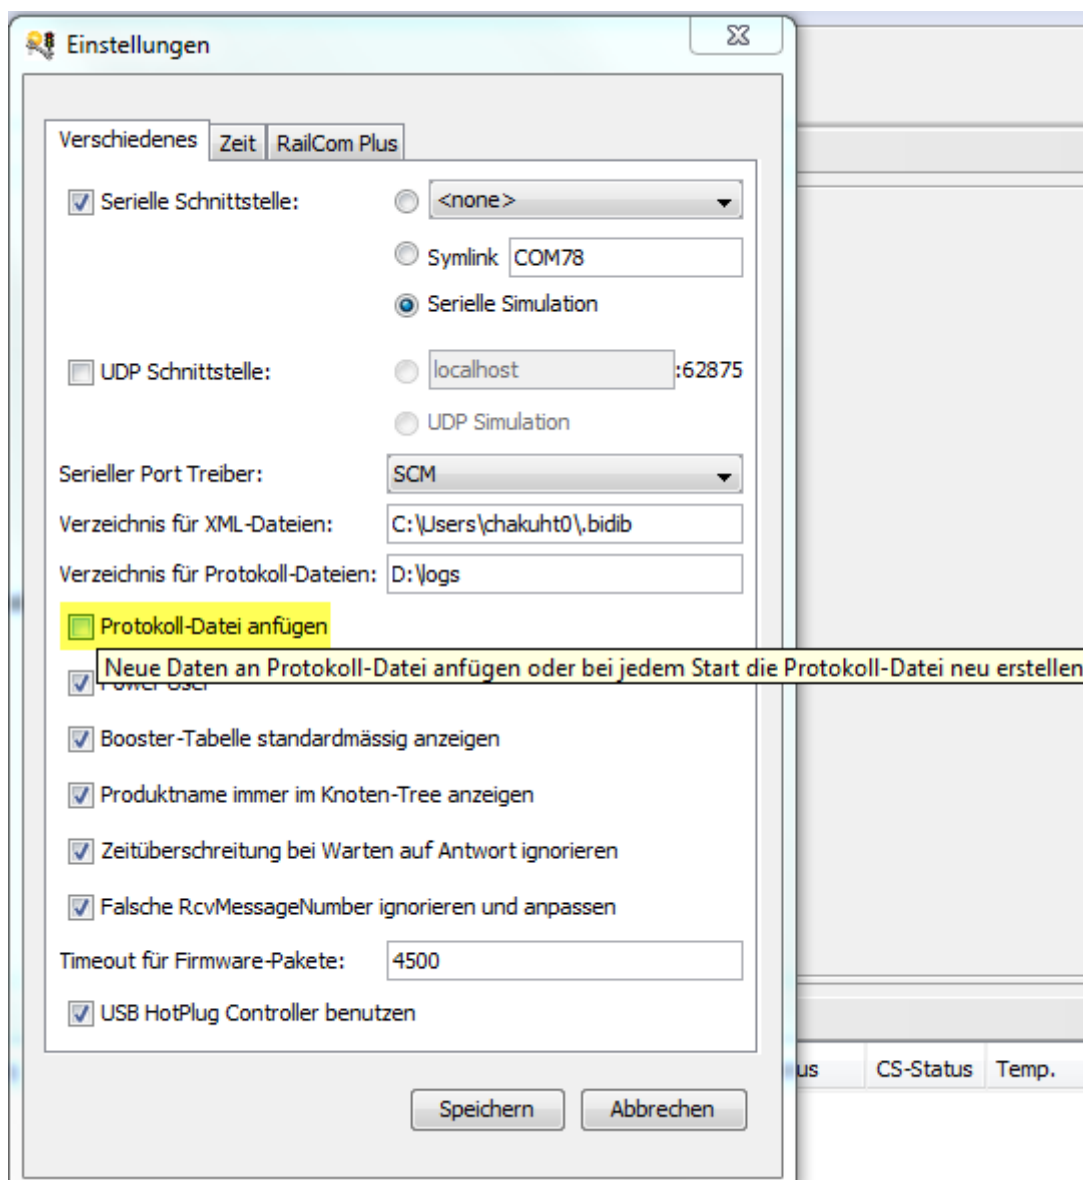 Einstellungen
Verschiedenes Zeit RailCom Plus
Serielle Schnittstelle: <none>
Symlink COM78
Serielle Simulation
UDP Schnittstelle: localhost :62875
UDP Simulation
Serieller Port Treiber: SCM
Verzeichnis für XML-Dateien: C:\Users\chakuht0\.bidib
Verzeichnis für Protokoll-Dateien: D:\logs
Protokoll-Datei anfügen
Neue Daten an Protokoll-Datei anfügen oder bei jedem Start die Protokoll-Datei neu erstellen
Power User
Booster-Tabelle standardmässig anzeigen
Produktname immer im Knoten-Tree anzeigen
Zeitüberschreitung bei Warten auf Antwort ignorieren
Falsche RcvMessageNumber ignorieren und anpassen
Timeout für Firmware-Pakete: 4500
USB HotPlug Controller benutzen
us CS-Status Temp.
Speichern Abbrechen